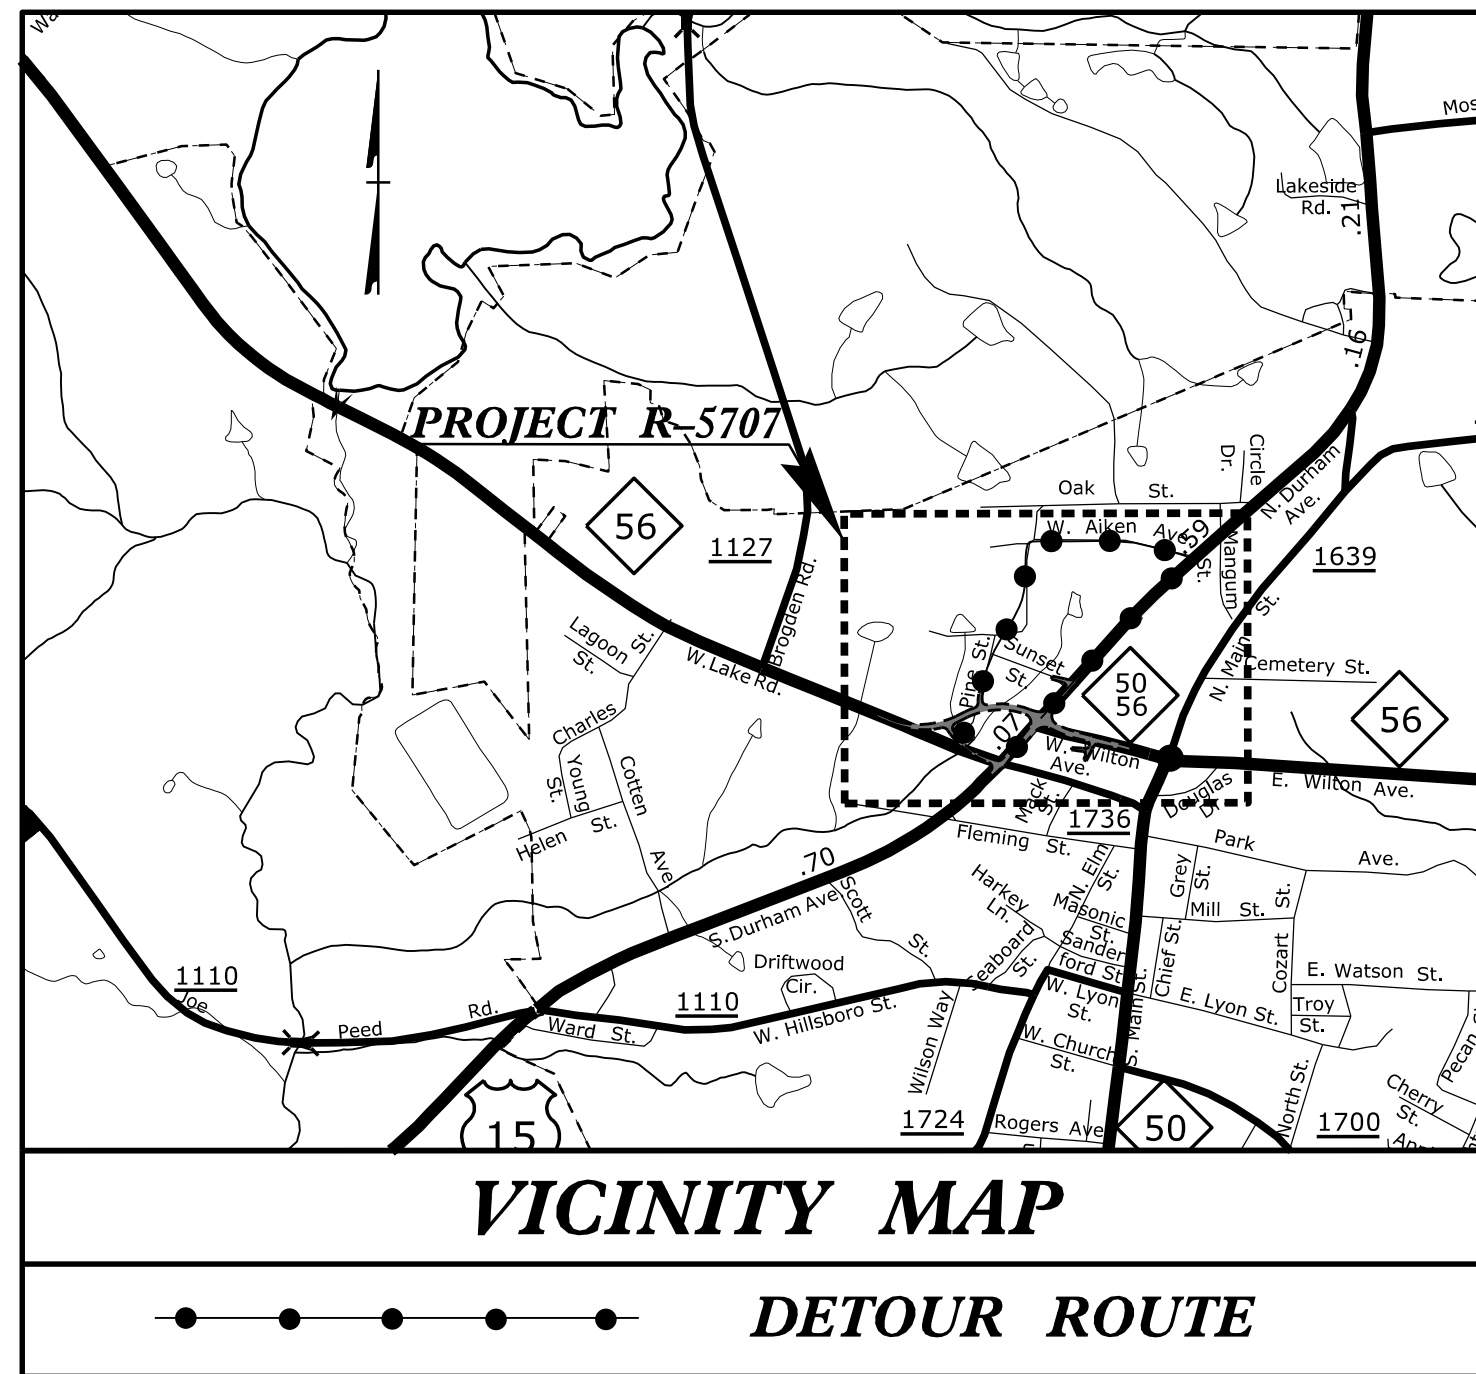 Wa
Mos
Lakeside
Rd.
.21
.16
PROJECT R-5707
Circle
Dr.
N. Durham
Ave.
Oak St.
56
W. Aiken Ave
.59
1127
Mangum
St.
1639
Brogden Rd.
Lagoon
St.
St.
W. Lake Rd.
Pine St.
Sunset
St.
N. Main St.
Cemetery St.
50
56
56
Charles
.07
W. Wilton
Ave.
E. Wilton Ave.
Young
St.
Cotten
Ave
Helen St.
Mack
St.
Douglas
Dr.
1736
Fleming St.
Park Ave.
.70
Scott
St.
Harkey
Ln.
N. Elm
St.
Grey
St.
S. Durham Ave
Masonic
St.
Mill St.
St.
Cozart
Seaboard
St.
Sander
ford St.
Chief St.
Driftwood
Cir.
E. Watson St.
1110
Joe
Peed
Rd.
1110
W. Hillsboro St.
Ward St.
W. Lyon
St.
E. Lyon St.
Troy
St.
Wilson Way
S. Main St.
W. Church
St.
Pecan
North St.
Cherry
St.
15
1724
Rogers Ave
50
1700
VICINITY MAP
DETOUR ROUTE